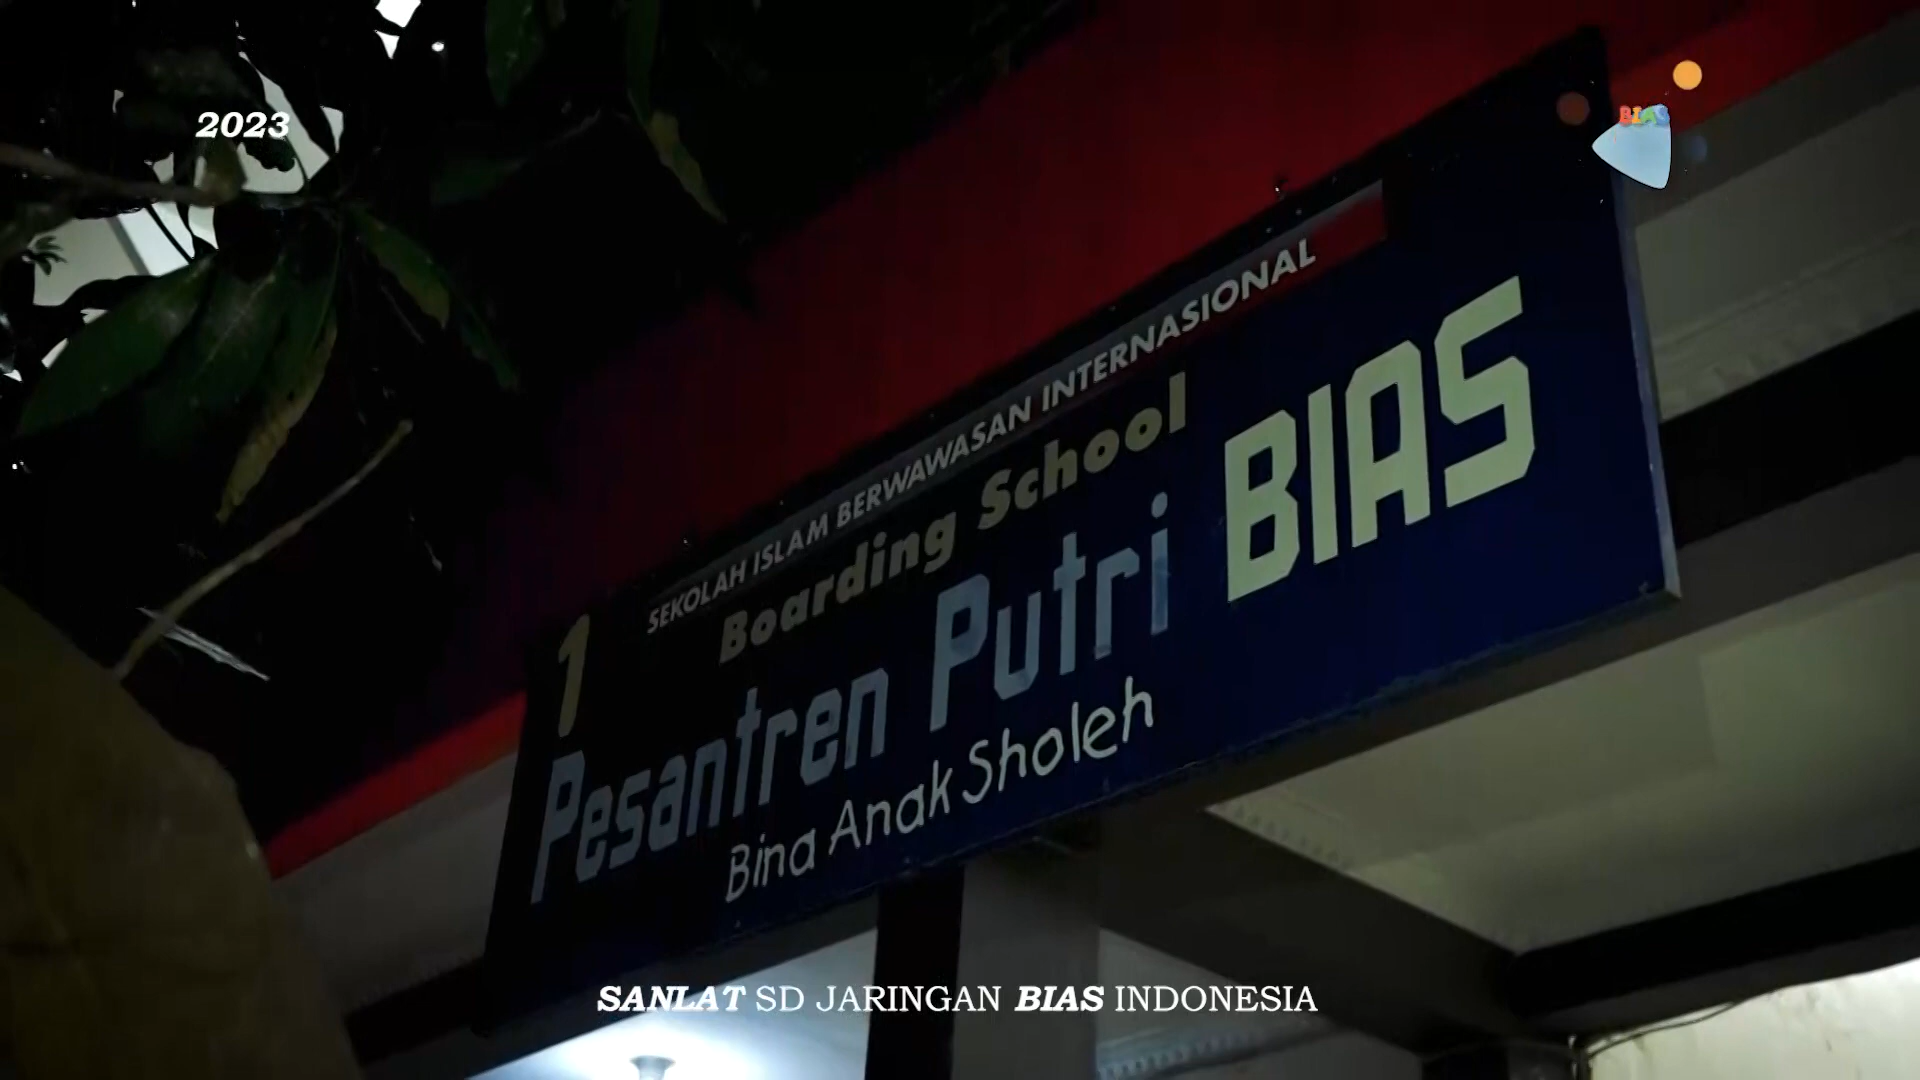 2023
BIAS
SEKOLAH ISLAM BERWAWASAN INTERNASIONAL
Boarding School
1
Pesantren Putri BIAS
Bina Anak Sholeh
SANLAT SD JARINGAN BIAS INDONESIA